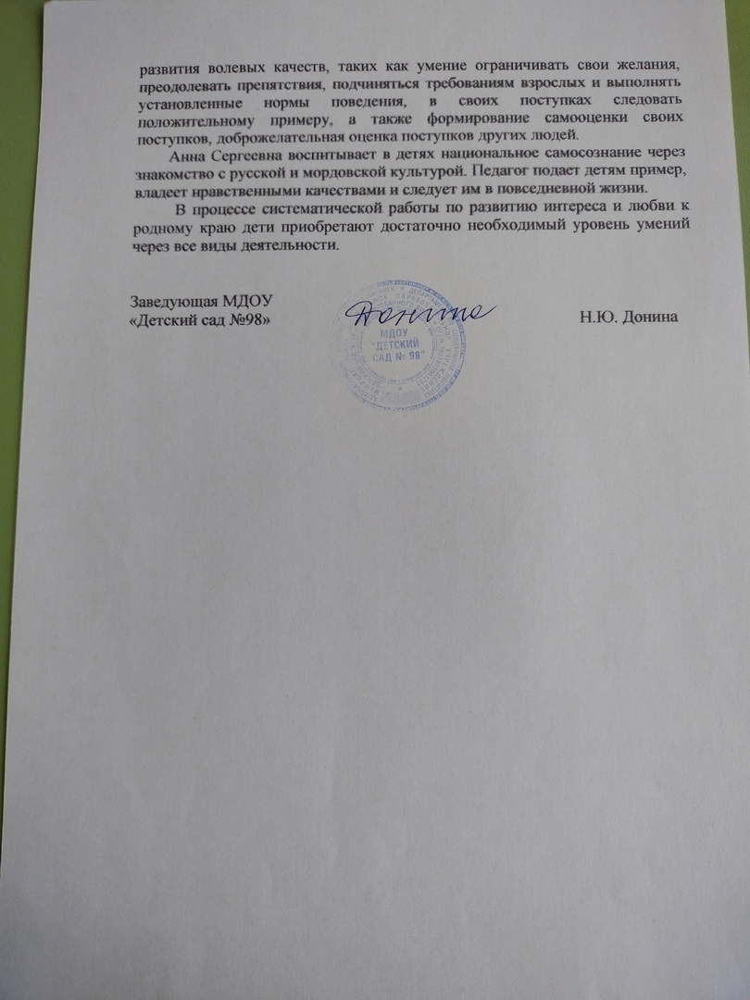 развития волевых качеств, таких как умение ограничивать свои желания,
преодолевать препятствия, подчиняться требованиям взрослых и выполнять
установленные нормы поведения, в своих поступках следовать
положительному примеру, а также формирование самооценки своих
поступков, доброжелательная оценка поступков других людей.
Анна Сергеевна воспитывает в детях национальное самосознание через
знакомство с русской и мордовской культурой. Педагог подает детям пример,
владеет нравственными качествами и следует им в повседневной жизни.
В процессе систематической работы по развитию интереса и любви к
родному краю дети приобретают достаточно необходимый уровень умений
через все виды деятельности.
Заведующая МДОУ
«Детский сад №98»
Донина
Н.Ю. Донина
МДОУ
"ДЕТСКИЙ
САД № 98"